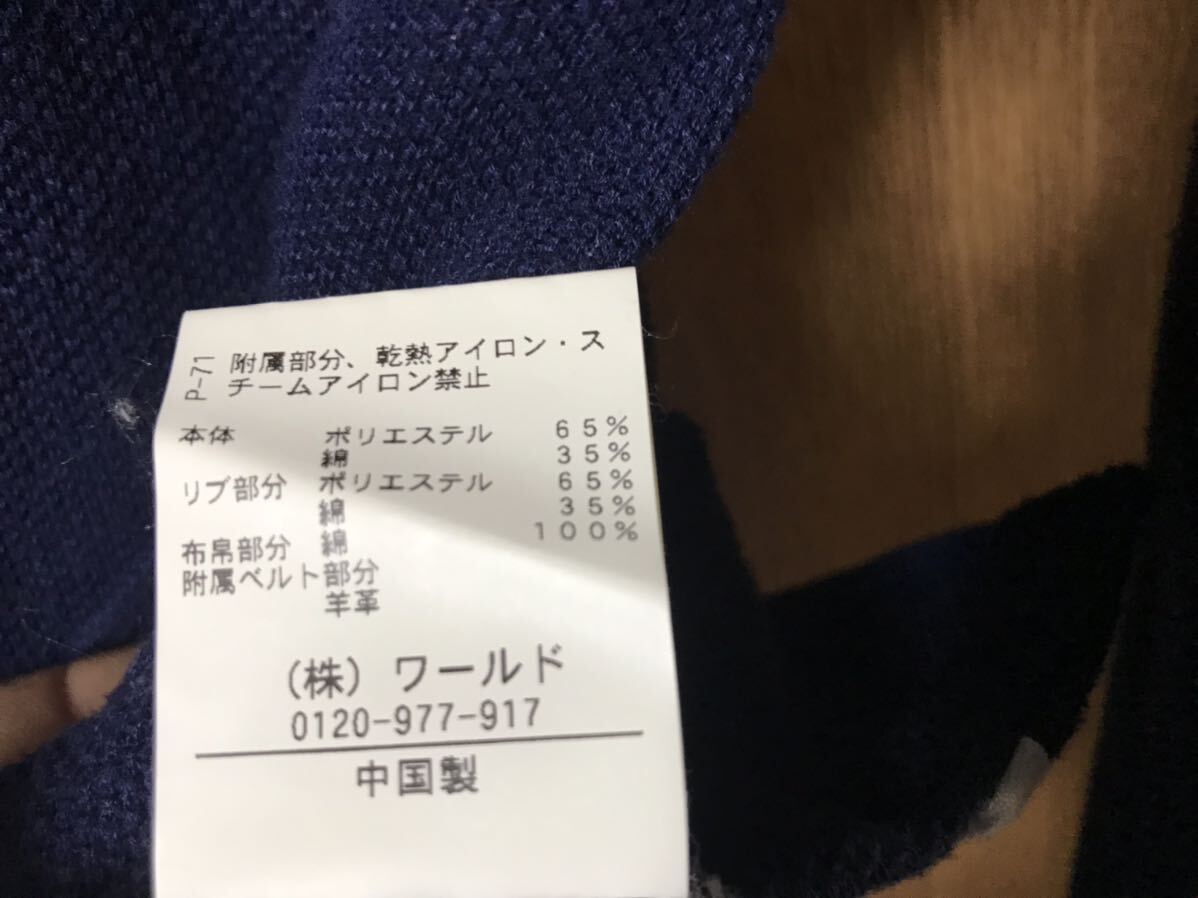 P-71
附属部分、乾熱アイロン・ス
チームアイロン禁止
本体 ポリエステル 65%
綿 35%
リブ部分 ポリエステル 65%
綿 35%
布帛部分 綿 100%
附属ベルト部分
羊革
(株) ワールド
0120-977-917
中国製